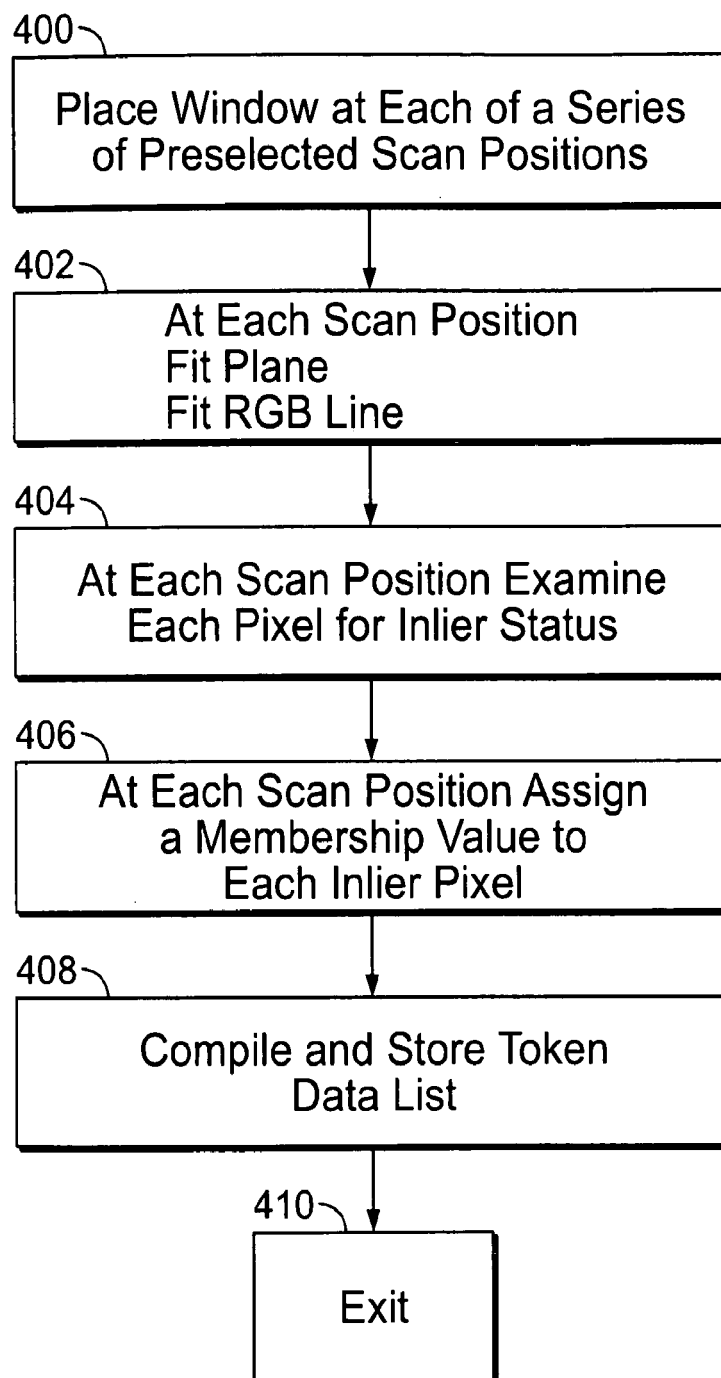 400
Place Window at Each of a Series
of Preselected Scan Positions
402
At Each Scan Position
Fit Plane
Fit RGB Line
404
At Each Scan Position Examine
Each Pixel for Inlier Status
406
At Each Scan Position Assign
a Membership Value to
Each Inlier Pixel
408
Compile and Store Token
Data List
410
Exit